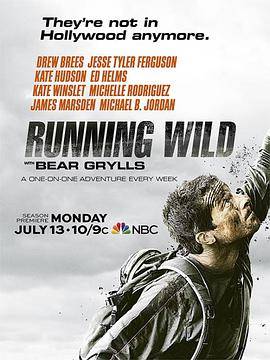 They're not in
Hollywood anymore.
DREW BREES JESSE TYLER FERGUSON
KATE HUDSON ED HELMS
KATE WINSLET MICHELLE RODRIGUEZ
JAMES MARSDEN MICHAEL B. JORDAN
RUNNING WILD
WITH BEAR GRYLLS
A ONE-ON-ONE ADVENTURE EVERY WEEK
SEASON PREMIERE MONDAY
JULY 13 • 10/9c NBC